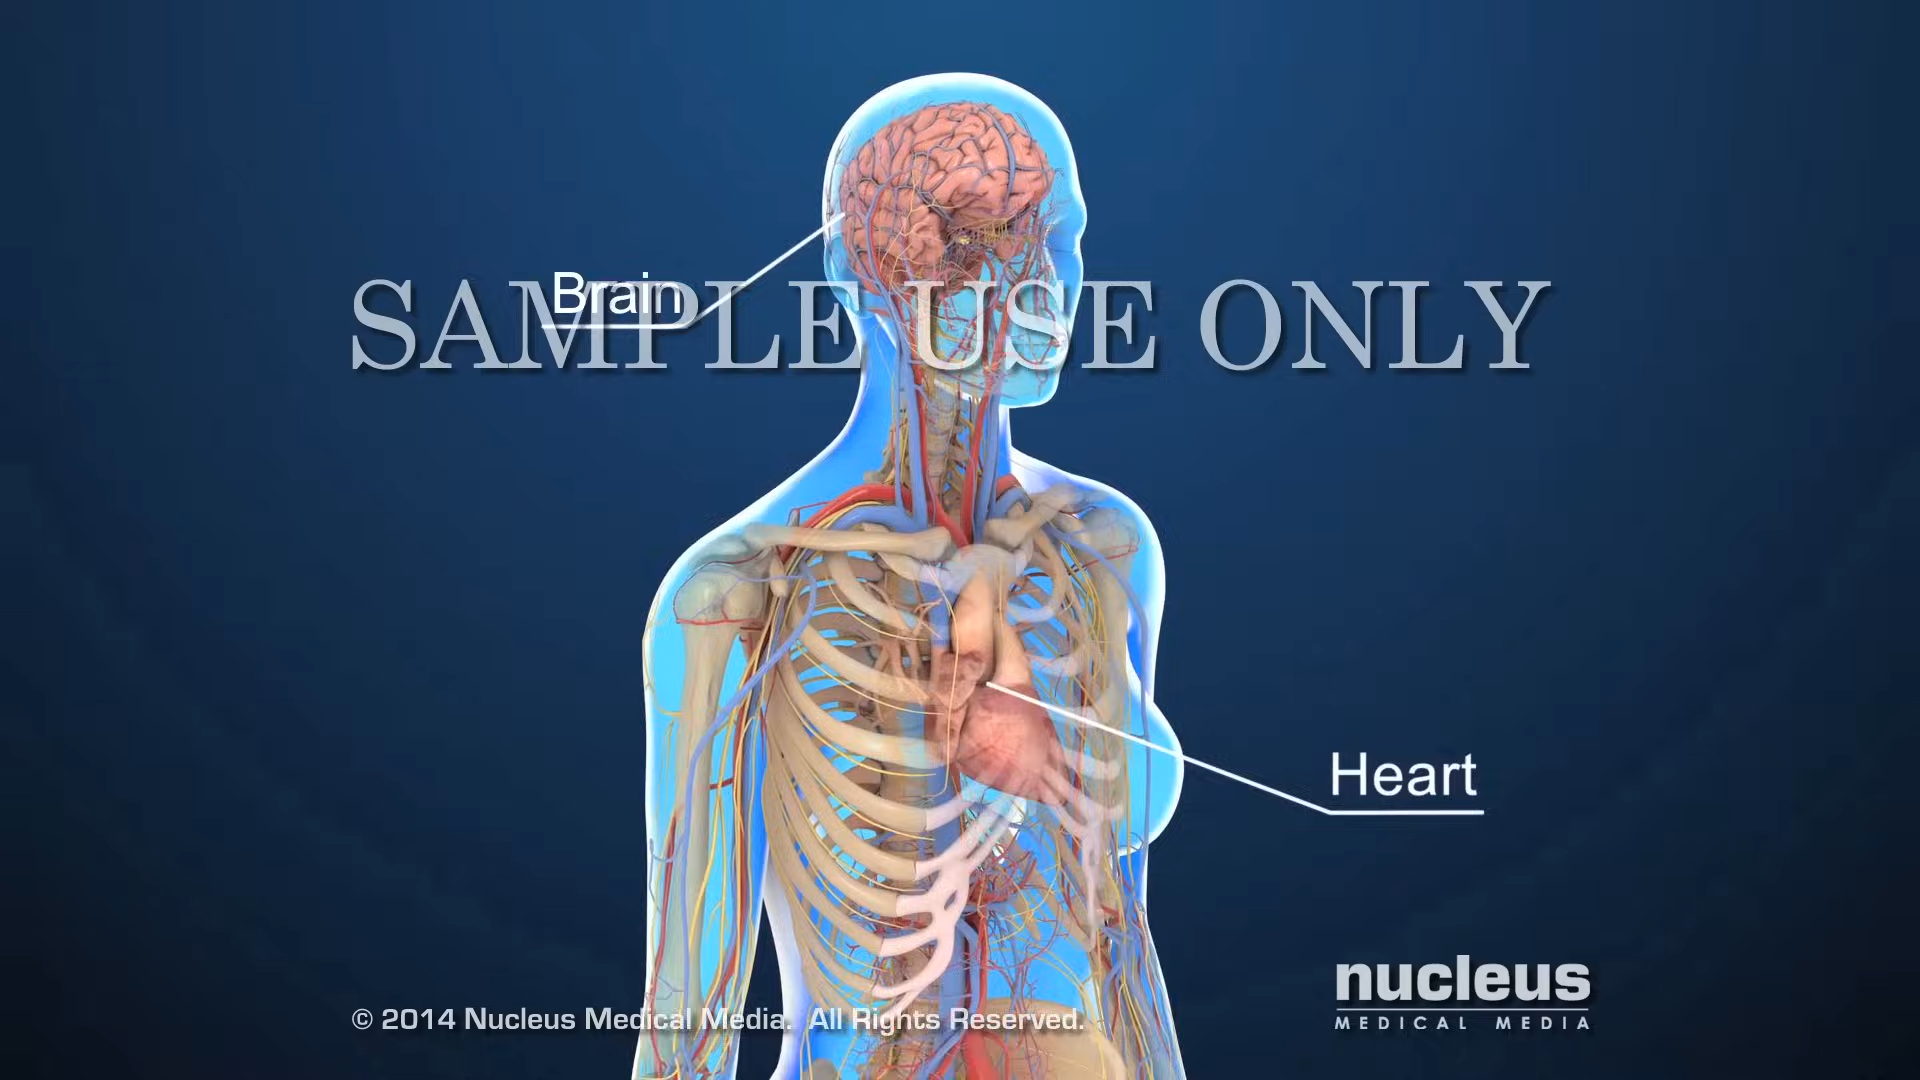 Brain
SAMPLE USE ONLY
Heart
nucleus
MEDICAL MEDIA
© 2014 Nucleus Medical Media. All Rights Reserved.